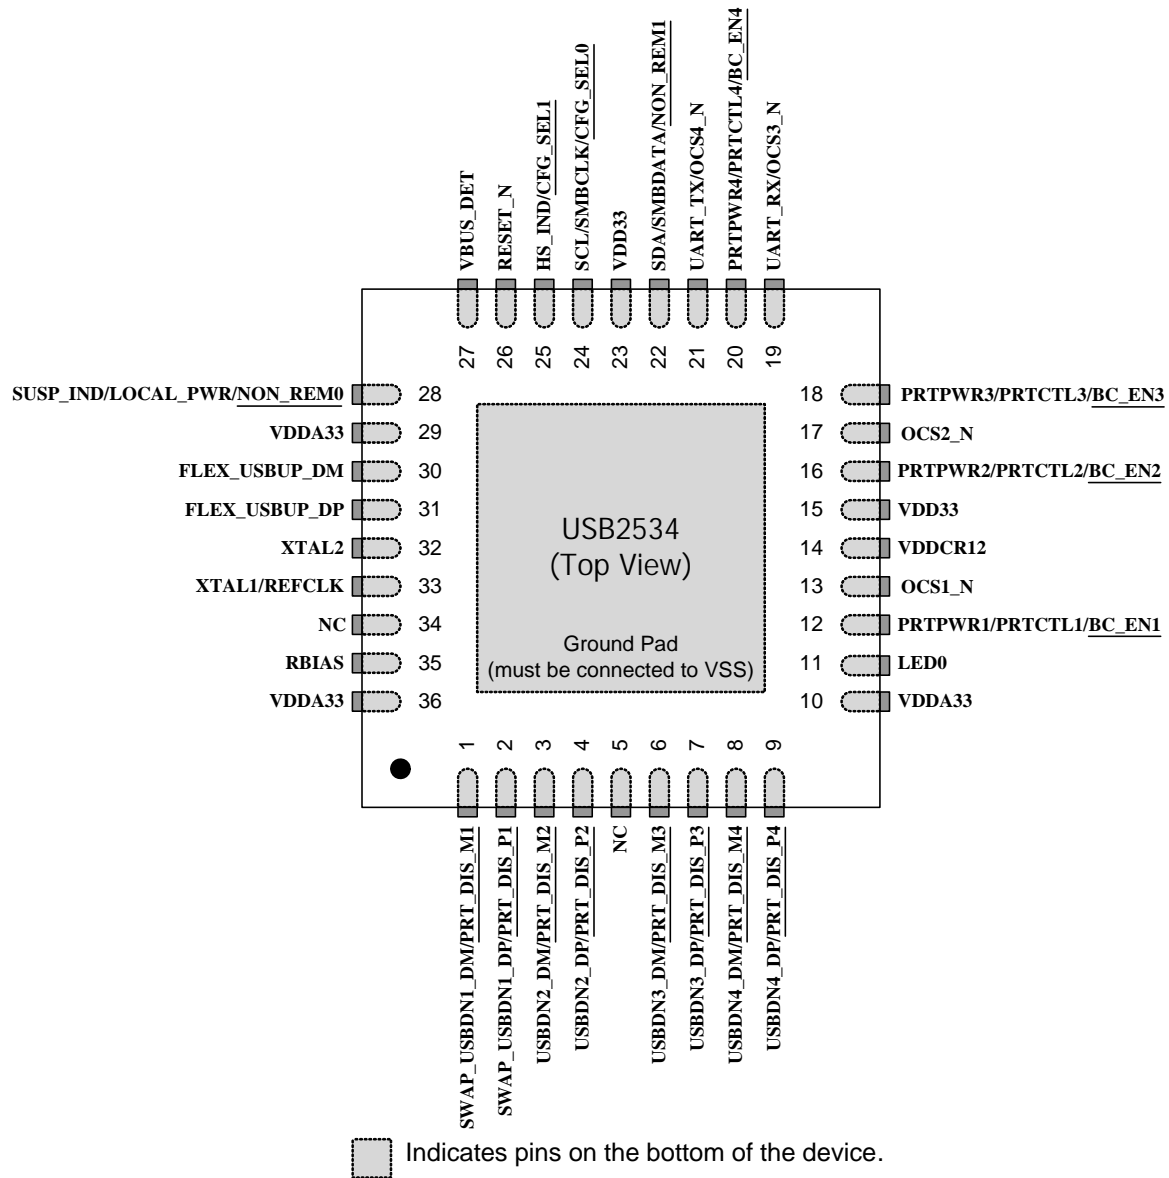 VBUS_DET
RESET_N
HS_IND/CFG_SEL1
SCL/SMBCLK/CFG_SEL0
VDD33
SDA/SMBDATA/NON_REM1
UART_TX/OCS4_N
PRTPWR4/PRTCTL4/BC_EN4
UART_RX/OCS3_N
27
26
25
24
23
22
21
20
19
SUSP_IND/LOCAL_PWR/NON_REM0 28
VDDA33 29
FLEX_USBUP_DM 30
FLEX_USBUP_DP 31
XTAL2 32
XTAL1/REFCLK 33
NC 34
RBIAS 35
VDDA33 36
USB2534
(Top View)
Ground Pad
(must be connected to VSS)
18 PRTPWR3/PRTCTL3/BC_EN3
17 OCS2_N
16 PRTPWR2/PRTCTL2/BC_EN2
15 VDD33
14 VDDCR12
13 OCS1_N
12 PRTPWR1/PRTCTL1/BC_EN1
11 LED0
10 VDDA33
1
2
3
4
5
6
7
8
9
SWAP_USBDN1_DM/PRT_DIS_M1
SWAP_USBDN1_DP/PRT_DIS_P1
USBDN2_DM/PRT_DIS_M2
USBDN2_DP/PRT_DIS_P2
NC
USBDN3_DM/PRT_DIS_M3
USBDN3_DP/PRT_DIS_P3
USBDN4_DM/PRT_DIS_M4
USBDN4_DP/PRT_DIS_P4
Indicates pins on the bottom of the device.